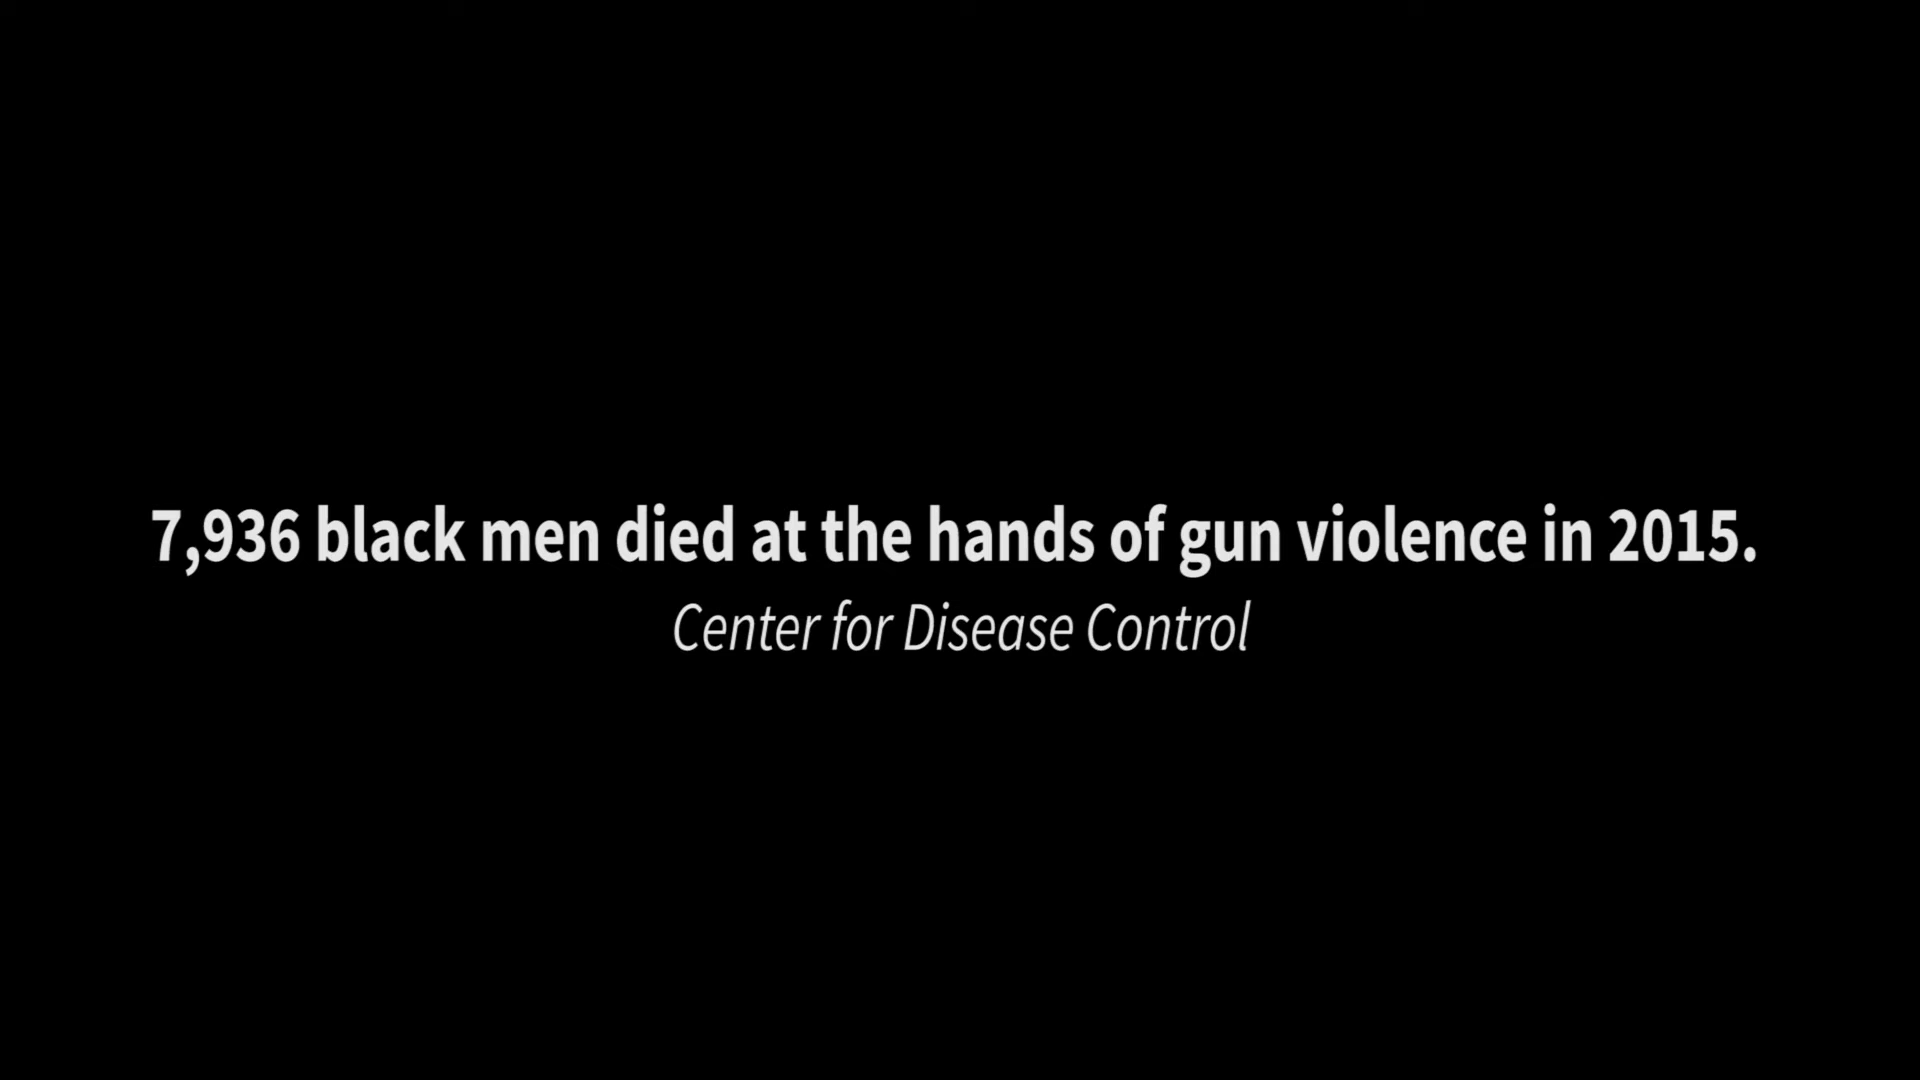 7,936 black men died at the hands of gun violence in 2015.
Center for Disease Control